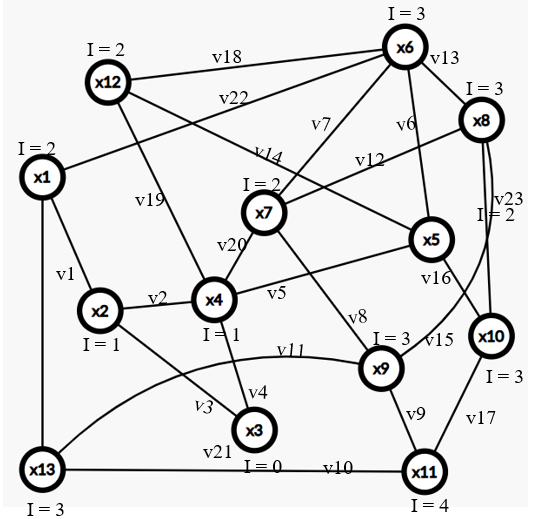 I = 3
x6
v13
I = 2
x12
v18
v22
I = 3
x8
v7
v6
v14
v12
I = 2
x1
I = 2
x7
v19
v23
I = 2
v20
x5
v1
v2
x4
v5
v16
x2
I = 1
I = 1
v8
I = 3
v15
x10
v11
x9
I = 3
v3
v4
v9
v17
x3
v21
I = 0
v10
x13
x11
I = 3
I = 4